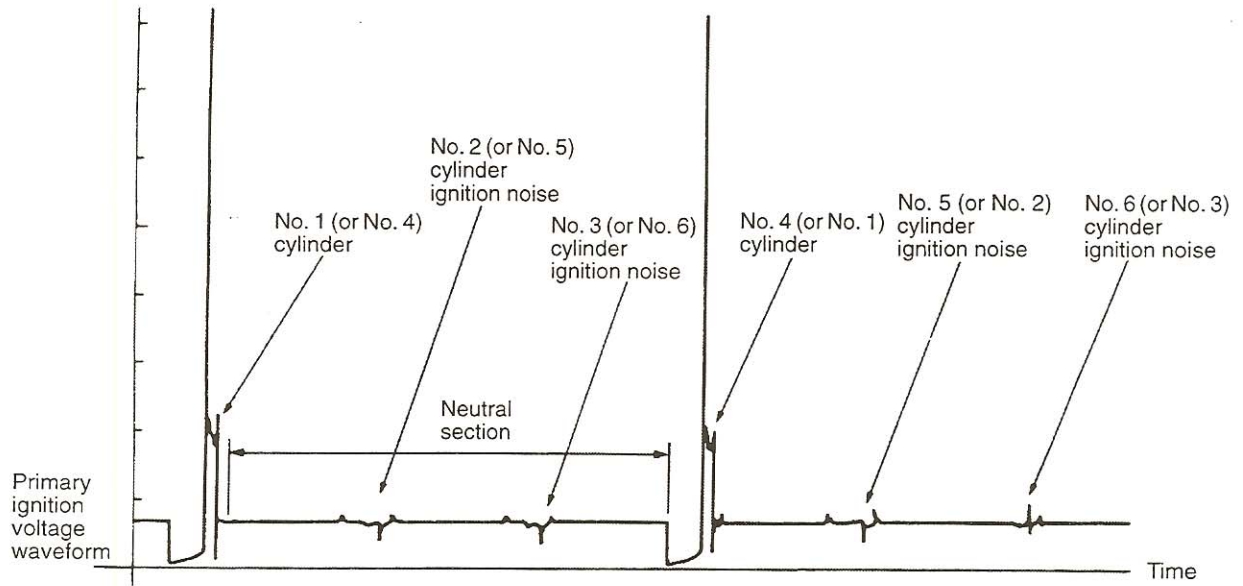 No. 2 (or No. 5)
cylinder
ignition noise
No. 1 (or No. 4)
cylinder
No. 3 (or No. 6)
cylinder
ignition noise
No. 4 (or No. 1)
cylinder
No. 5 (or No. 2)
cylinder
ignition noise
No. 6 (or No. 3)
cylinder
ignition noise
Neutral
section
Primary
ignition
voltage
waveform
Time